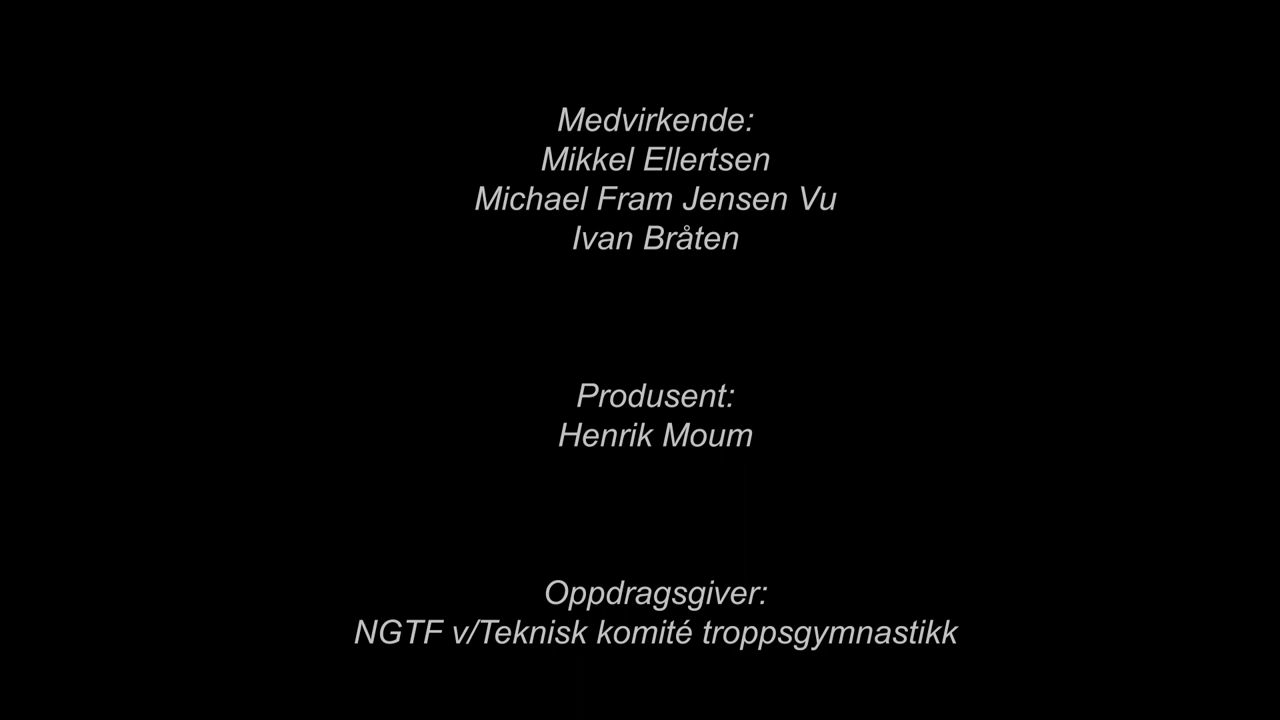 Medvirkende:
Mikkel Ellertsen
Michael Fram Jensen Vu
Ivan Bråten
Produsent:
Henrik Moum
Oppdragsgiver:
NGTF v/Teknisk komité troppsgymnastikk